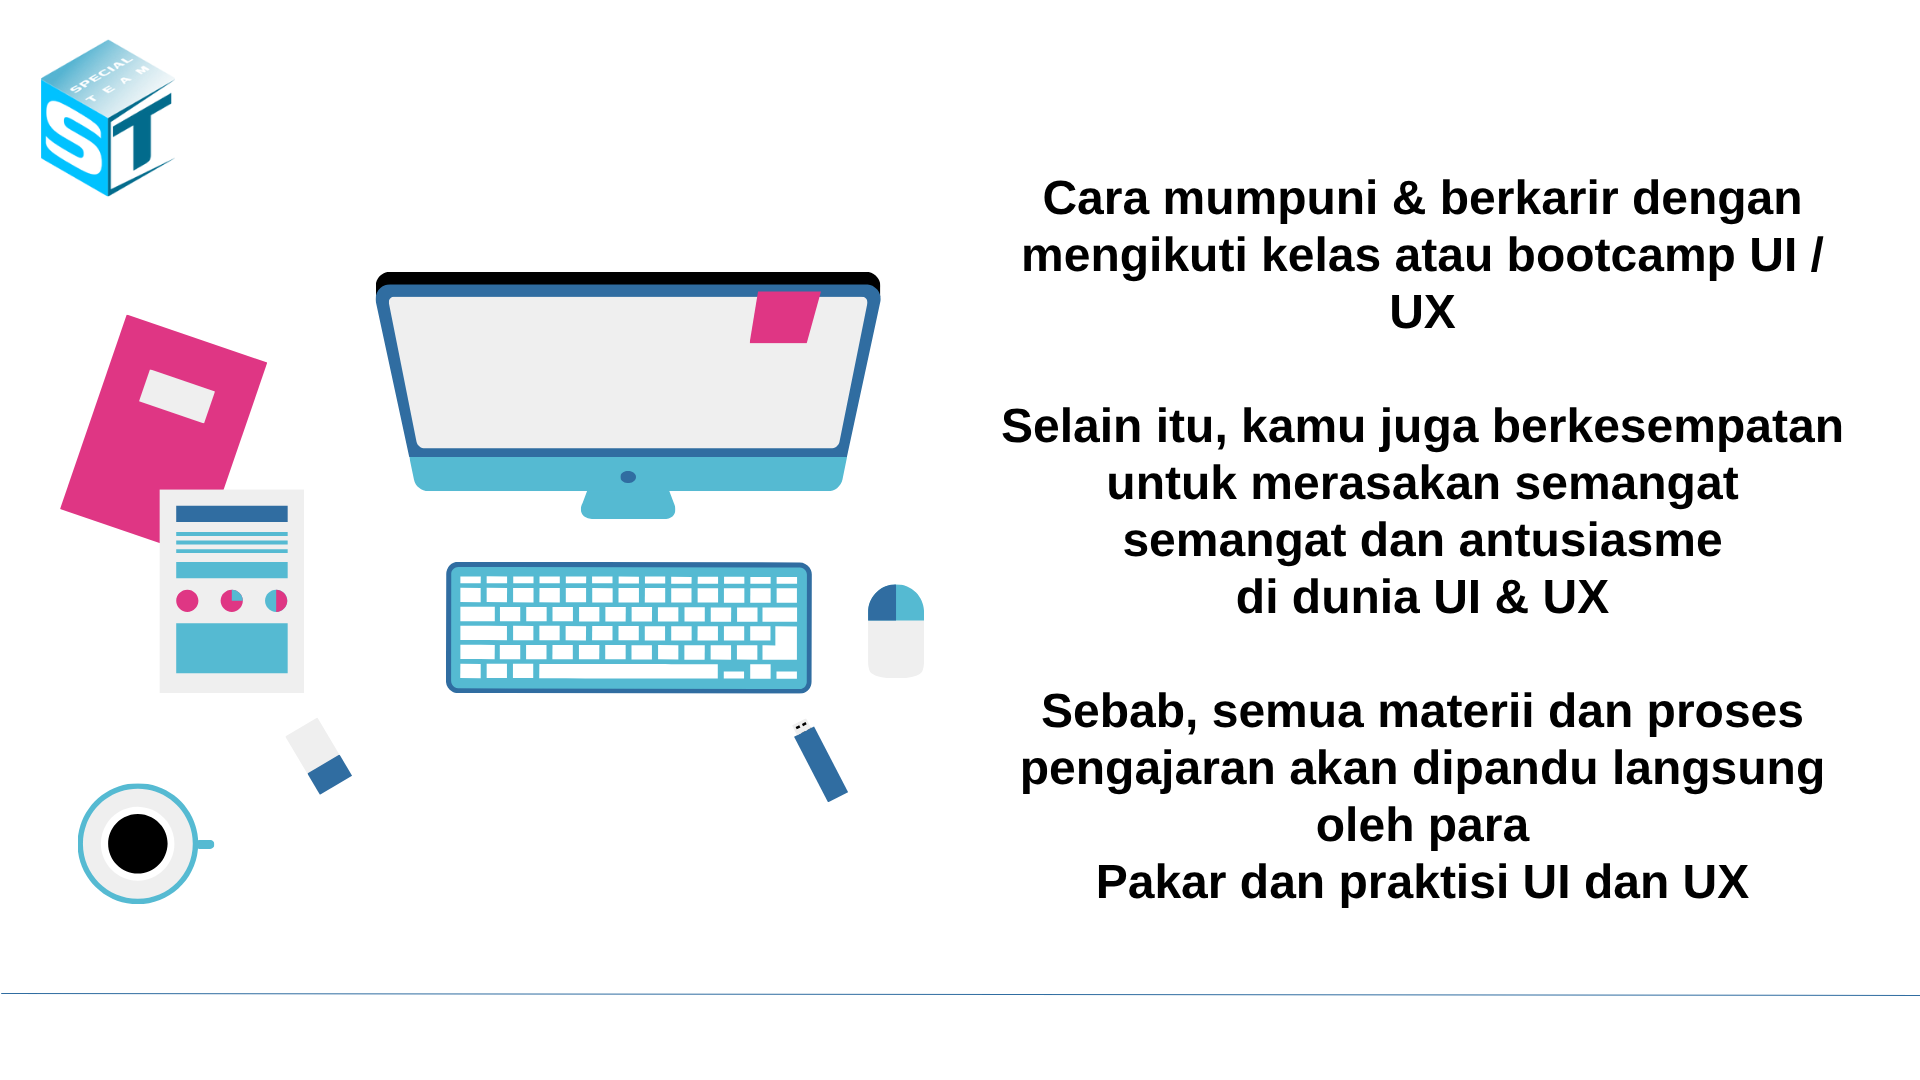 SPECIAL
TEAM
ST
Cara mumpuni & berkarir dengan
mengikuti kelas atau bootcamp UI /
UX
Selain itu, kamu juga berkesempatan
untuk merasakan semangat
semangat dan antusiasme
di dunia UI & UX
Sebab, semua materii dan proses
pengajaran akan dipandu langsung
oleh para
Pakar dan praktisi UI dan UX